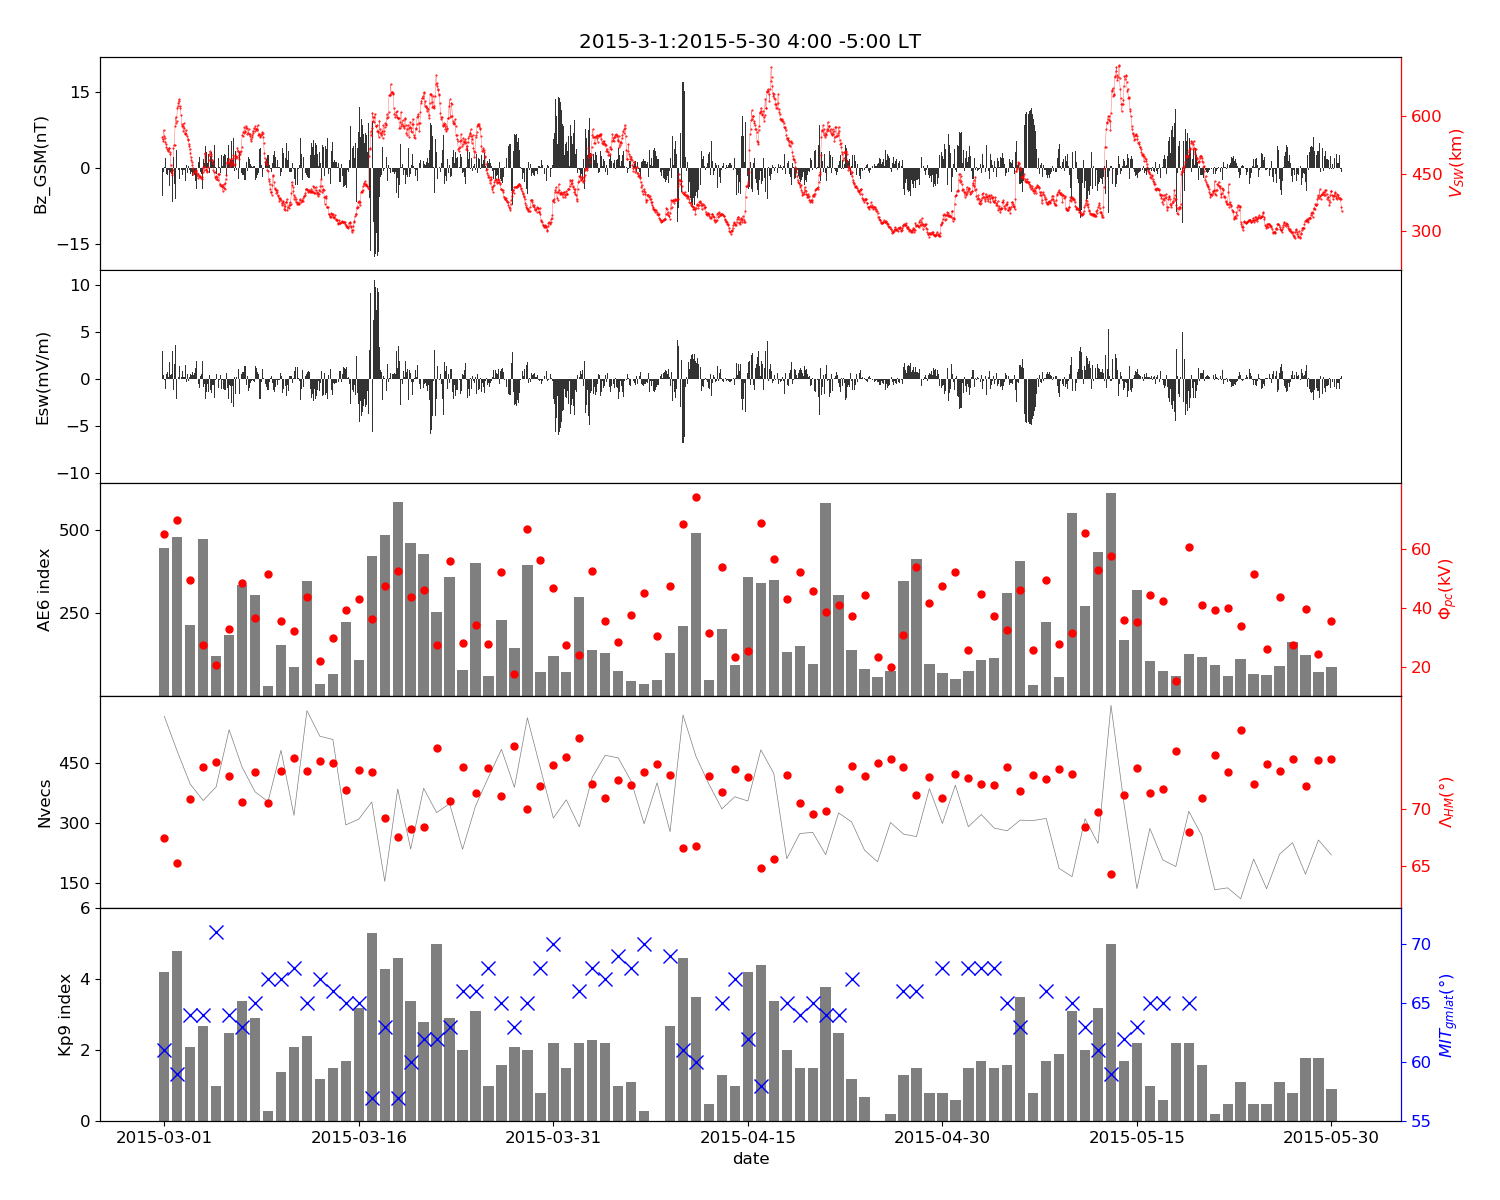 2015-3-1:2015-5-30 4:00 -5:00 LT
Bz_GSM(nT)
15
0
−15
600
450
300
V_SW(km)
Esw(mV/m)
10
5
0
−5
−10
AE6 index
500
250
60
40
20
Φ_pc(kV)
Nvecs
450
300
150
70
65
Λ_HM(°)
Kp9 index
6
4
2
0
70
65
60
55
MIT_gmlat(°)
2015-03-01 2015-03-16 2015-03-31 2015-04-15 2015-04-30 2015-05-15 2015-05-30
date